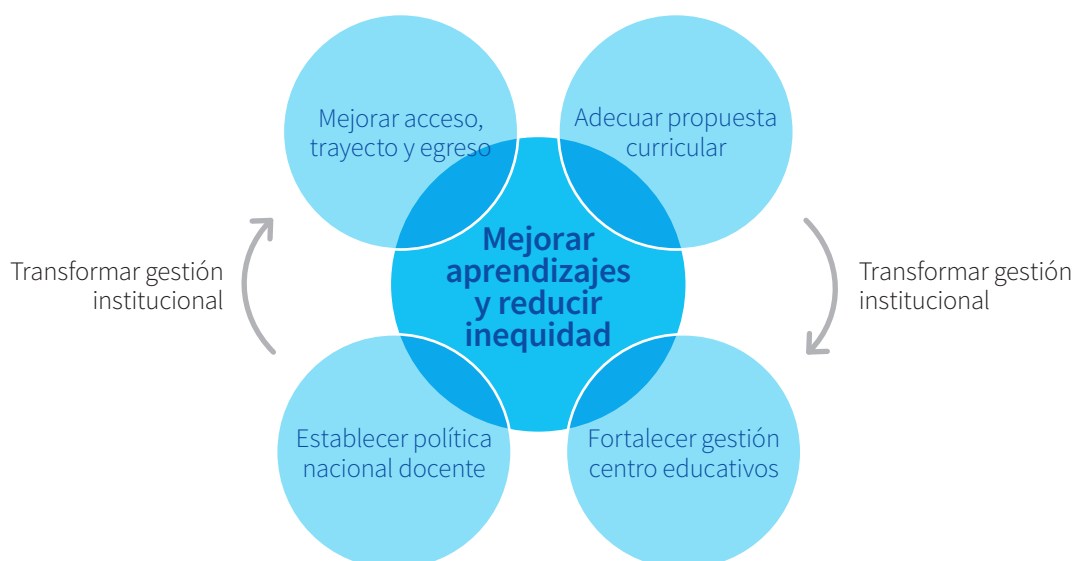 Mejorar acceso,
trayecto y egreso
Adecuar propuesta
curricular
Mejorar
aprendizajes
y reducir
inequidad
Transformar gestión
institucional
Transformar gestión
institucional
Establecer política
nacional docente
Fortalecer gestión
centro educativos